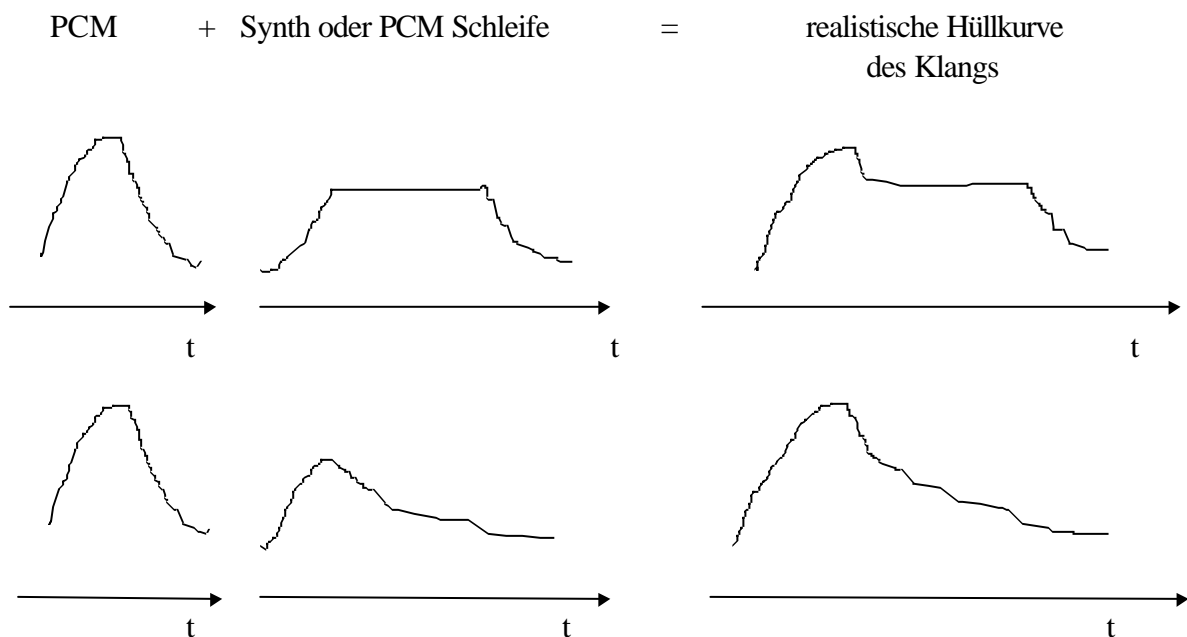 PCM + Synth oder PCM Schleife = realistische Hüllkurve
des Klangs
t t t
t t t